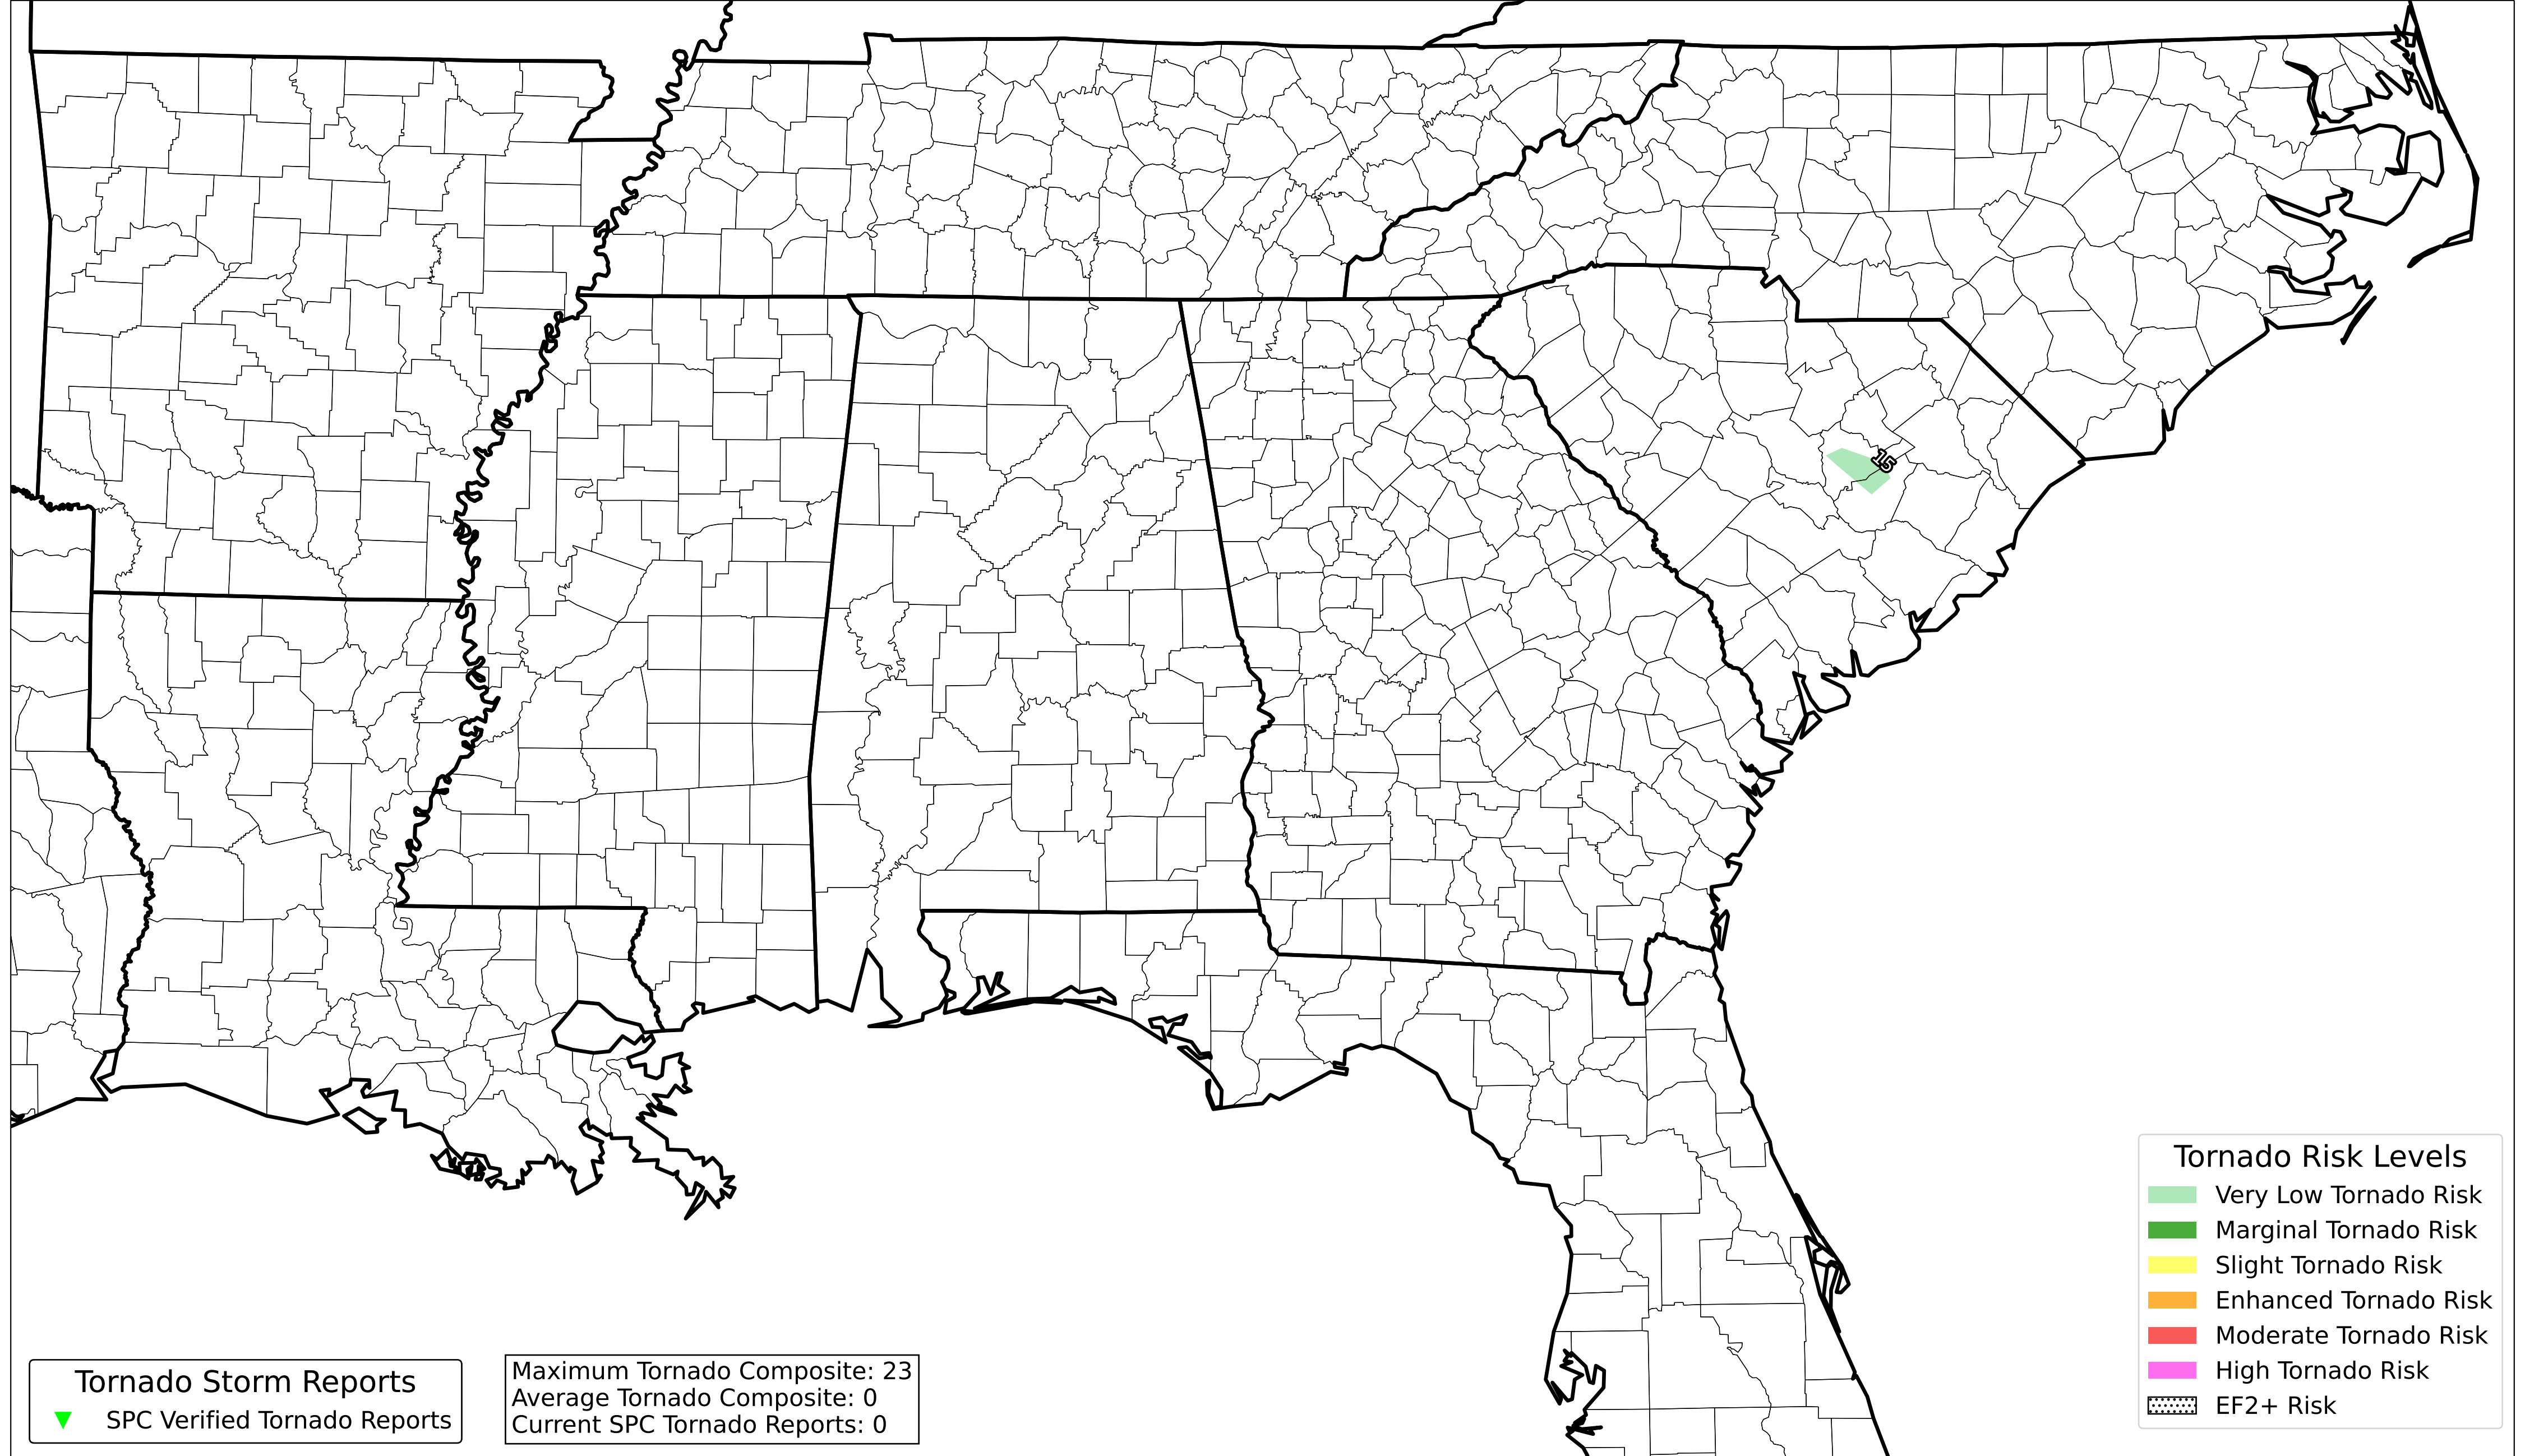 15
Tornado Risk Levels
Very Low Tornado Risk
Marginal Tornado Risk
Slight Tornado Risk
Enhanced Tornado Risk
Moderate Tornado Risk
High Tornado Risk
EF2+ Risk
Tornado Storm Reports
SPC Verified Tornado Reports
Maximum Tornado Composite: 23
Average Tornado Composite: 0
Current SPC Tornado Reports: 0